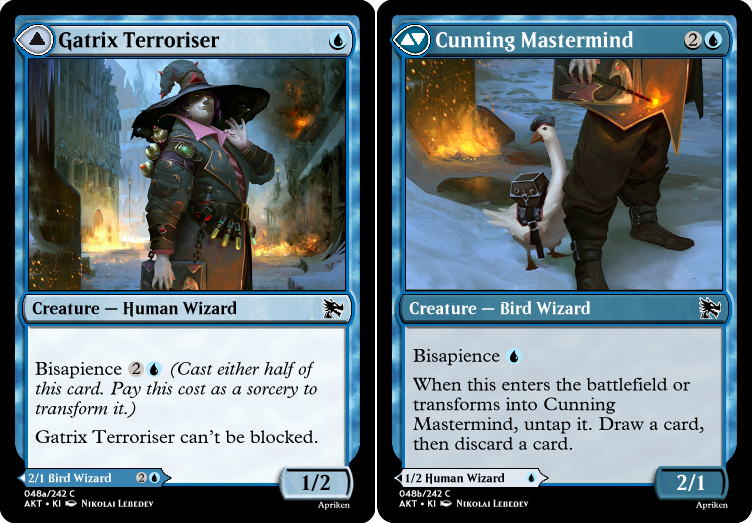 Gatrix Terroriser
Creature — Human Wizard
Bisapience 2 (Cast either half of
this card. Pay this cost as a sorcery to
transform it.)
Gatrix Terroriser can't be blocked.
2/1 Bird Wizard 2
1/2
048a/242 C
AKT • KI Nikolai Lebedev
Apriken
Cunning Mastermind 2
Creature — Bird Wizard
Bisapience
When this enters the battlefield or
transforms into Cunning
Mastermind, untap it. Draw a card,
then discard a card.
1/2 Human Wizard
2/1
048b/242 C
AKT • KI Nikolai Lebedev
Apriken